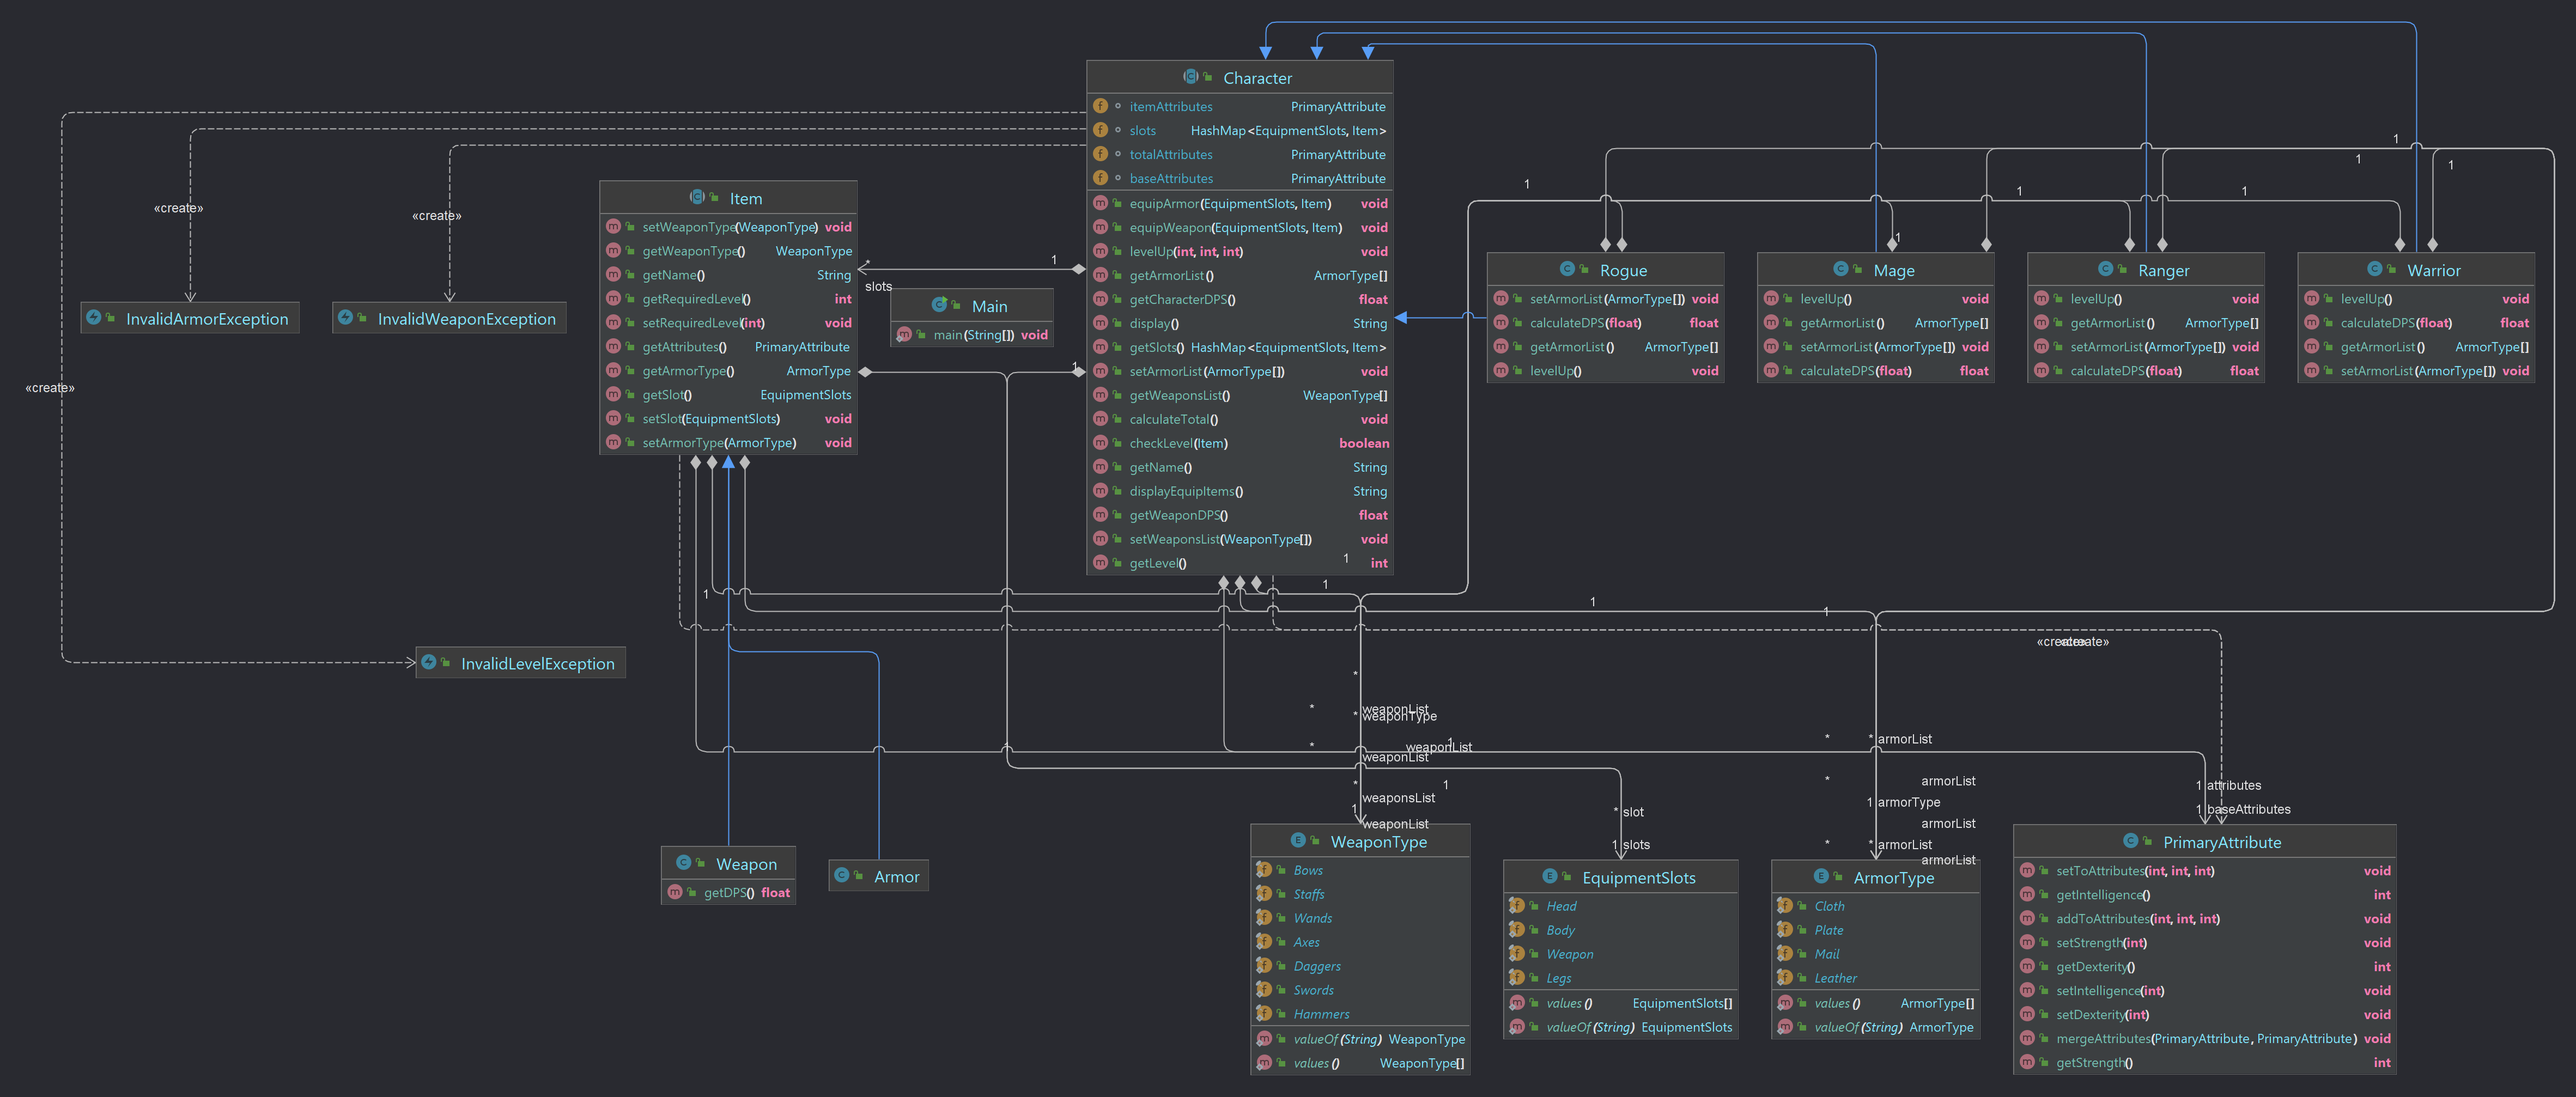 Character
itemAttributes PrimaryAttribute
slots HashMap<EquipmentSlots, Item>
totalAttributes PrimaryAttribute
baseAttributes PrimaryAttribute
equipArmor(EquipmentSlots, Item) void
equipWeapon(EquipmentSlots, Item) void
levelUp(int, int, int) void
getArmorList() ArmorType[]
getCharacterDPS() float
display() String
getSlots() HashMap<EquipmentSlots, Item>
setArmorList(ArmorType[]) void
getWeaponsList() WeaponType[]
calculateTotal() void
checkLevel(Item) boolean
getName() String
displayEquipItems() String
getWeaponDPS() float
setWeaponsList(WeaponType[]) void
getLevel() int
Item
setWeaponType(WeaponType) void
getWeaponType() WeaponType
getName() String
getRequiredLevel() int
setRequiredLevel(int) void
getAttributes() PrimaryAttribute
getArmorType() ArmorType
getSlot() EquipmentSlots
setSlot(EquipmentSlots) void
setArmorType(ArmorType) void
Main
main(String[]) void
«create»
«create»
«create»
InvalidArmorException
InvalidWeaponException
InvalidLevelException
* 1
slots
1
Rogue
setArmorList(ArmorType[]) void
calculateDPS(float) float
getArmorList() ArmorType[]
levelUp() void
Mage
levelUp() void
getArmorList() ArmorType[]
setArmorList(ArmorType[]) void
calculateDPS(float) float
Ranger
levelUp() void
getArmorList() ArmorType[]
setArmorList(ArmorType[]) void
calculateDPS(float) float
Warrior
levelUp() void
calculateDPS(float) float
getArmorList() ArmorType[]
setArmorList(ArmorType[]) void
1
1
1
1
1
1
1
1
1
1
1
1
1
«create»
*
* weaponList
* weaponType
* weaponList
weaponList
* weaponsList
1
weaponList
1
1
* slot
1 slots
* * armorList
* armorList
1 armorType
armorList
* * armorList
armorList
1 attributes
1 baseAttributes
Weapon
getDPS() float
Armor
WeaponType
Bows
Staffs
Wands
Axes
Daggers
Swords
Hammers
valueOf(String) WeaponType
values() WeaponType[]
EquipmentSlots
Head
Body
Weapon
Legs
values() EquipmentSlots[]
valueOf(String) EquipmentSlots
ArmorType
Cloth
Plate
Mail
Leather
values() ArmorType[]
valueOf(String) ArmorType
PrimaryAttribute
setToAttributes(int, int, int) void
getIntelligence() int
addToAttributes(int, int, int) void
setStrength(int) void
getDexterity() int
setIntelligence(int) void
setDexterity(int) void
mergeAttributes(PrimaryAttribute, PrimaryAttribute) void
getStrength() int